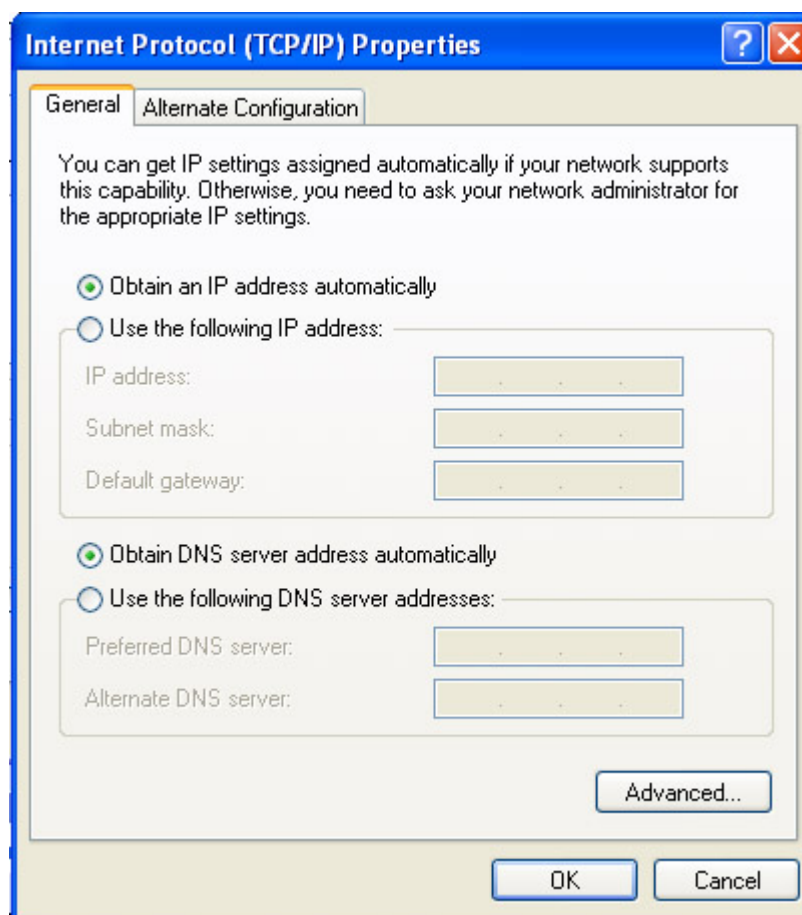 Internet Protocol (TCP/IP) Properties
General
Alternate Configuration
You can get IP settings assigned automatically if your network supports
this capability. Otherwise, you need to ask your network administrator for
the appropriate IP settings.
Obtain an IP address automatically
Use the following IP address:
IP address:
Subnet mask:
Default gateway:
Obtain DNS server address automatically
Use the following DNS server addresses:
Preferred DNS server:
Alternate DNS server:
Advanced...
OK
Cancel